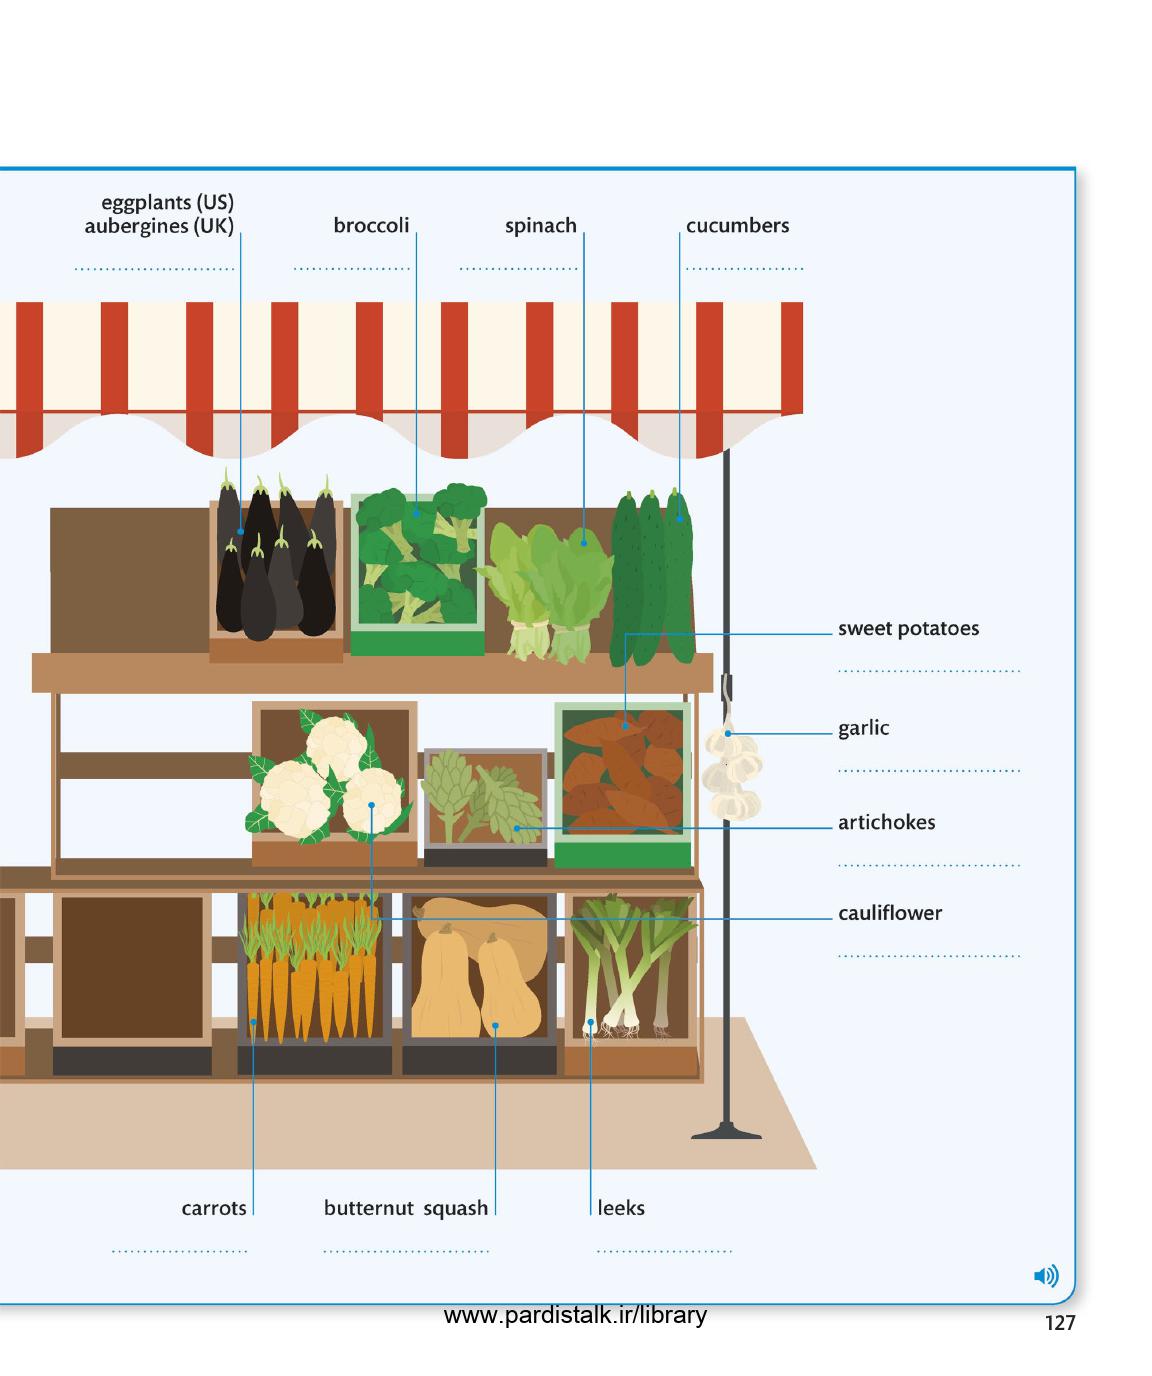 eggplants (US)
aubergines (UK)
broccoli
spinach
cucumbers
sweet potatoes
garlic
artichokes
cauliflower
carrots
butternut squash
leeks
www.pardistalk.ir/library
127